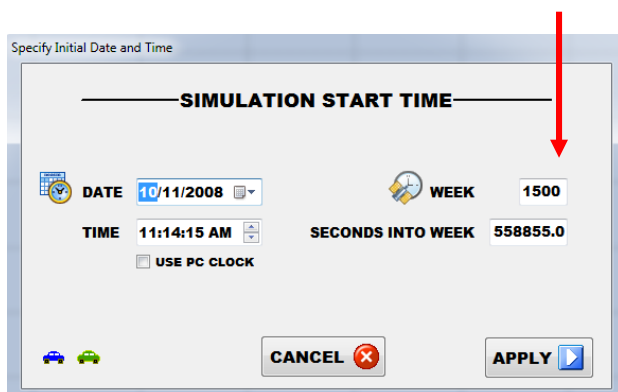 Specify Initial Date and Time
SIMULATION START TIME
DATE 10/11/2008 WEEK 1500
TIME 11:14:15 AM SECONDS INTO WEEK 558855.0
USE PC CLOCK
CANCEL APPLY